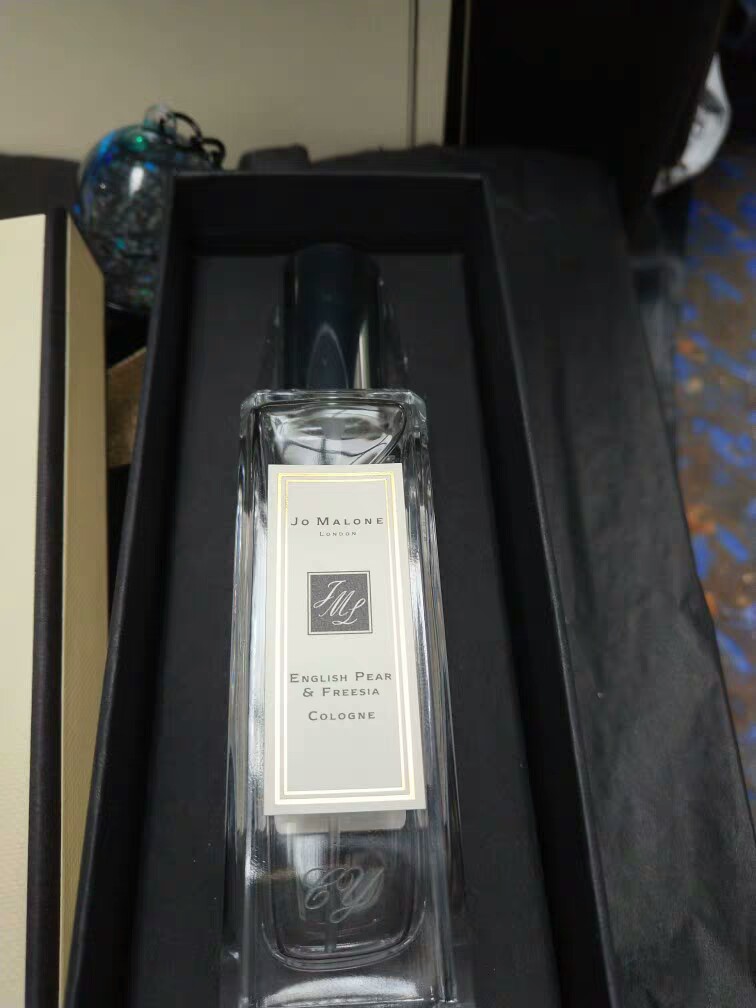 JO MALONE
LONDON
JML
ENGLISH PEAR
& FREESIA
COLOGNE